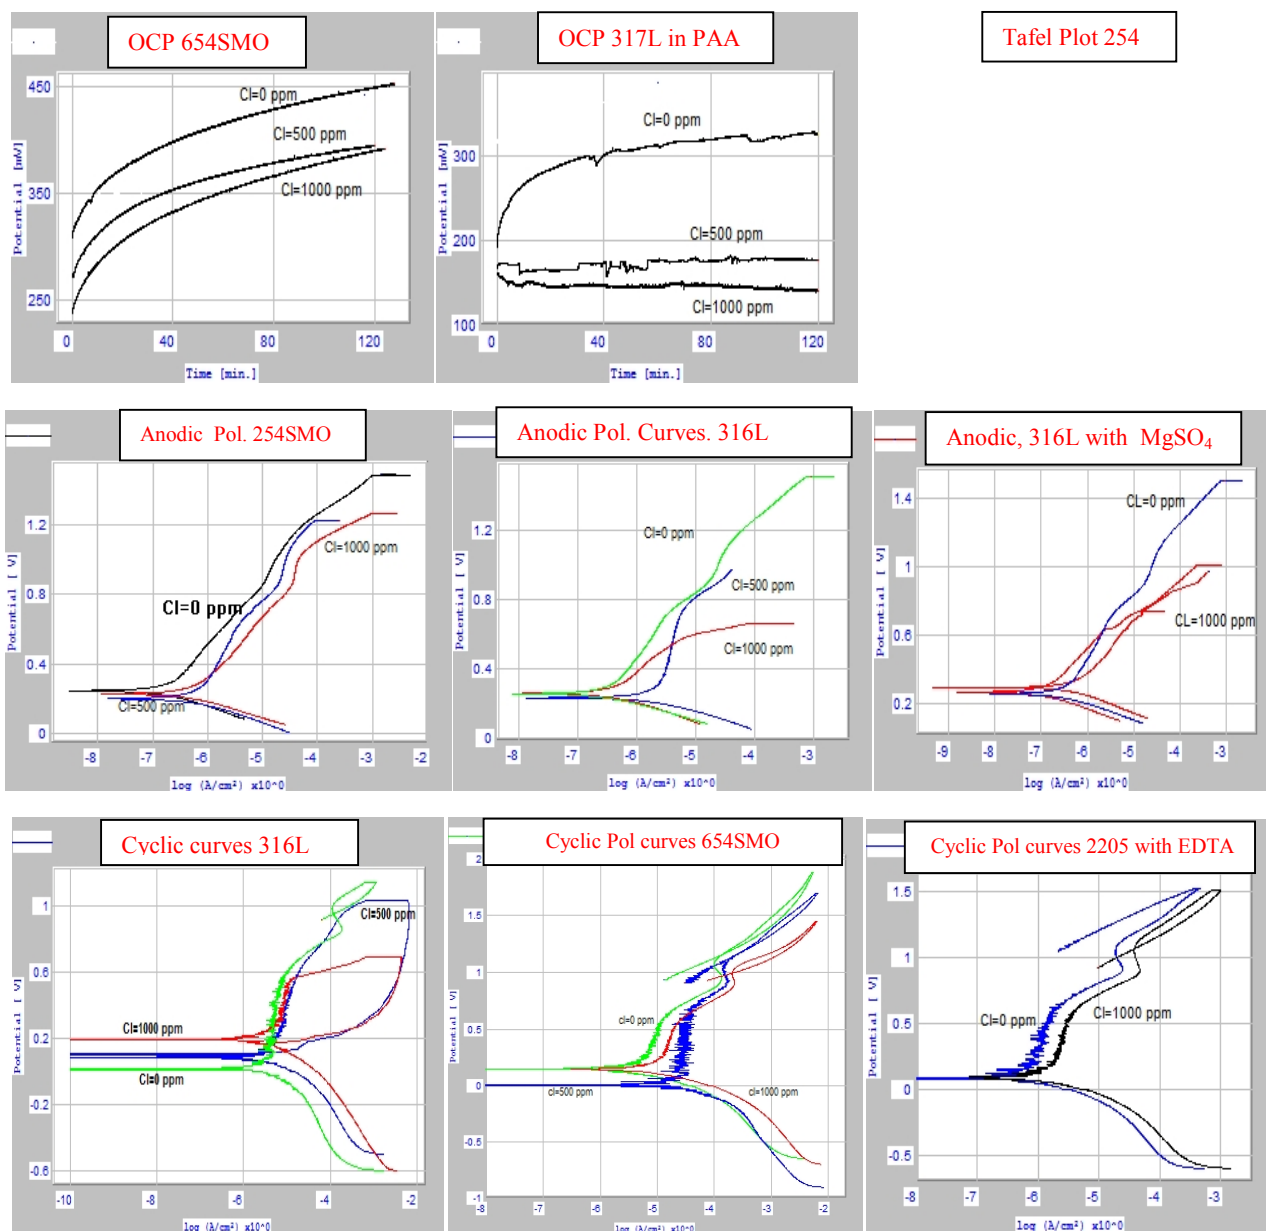 OCP 654SMO
OCP 317L in PAA
Tafel Plot 254
Cl=0 ppm
Cl=500 ppm
Cl=1000 ppm
Potential [mV]
450
350
250
0
40
80
120
Time [min.]
Cl=0 ppm
Cl=500 ppm
Cl=1000 ppm
Potential [mV]
300
200
100
0
40
80
120
Time [min.]
Anodic Pol. 254SMO
Anodic Pol. Curves. 316L
Anodic, 316L with MgSO₄
Cl=1000 ppm
Cl=0 ppm
Cl=500 ppm
Potential [ V]
1.2
0.8
0.4
0
-8
-7
-6
-5
-4
-3
-2
log (A/cm²) x10^0
Cl=0 ppm
Cl=500 ppm
Cl=1000 ppm
Potential [ V]
1.2
0.8
0.4
0
-8
-7
-6
-5
-4
-3
log (A/cm²) x10^0
CL=0 ppm
CL=1000 ppm
Potential [ V]
1.4
1
0.6
0.2
-9
-8
-7
-6
-5
-4
-3
log (A/cm²) x10^0
Cyclic curves 316L
Cyclic Pol curves 654SMO
Cyclic Pol curves 2205 with EDTA
Cl=500 ppm
Cl=1000 ppm
Cl=0 ppm
Potential [ V]
1
0.6
0.2
-0.2
-0.6
-10
-8
-6
-4
-2
log (A/cm²) x10^0
cl=0 ppm
cl=500 ppm
cl=1000 ppm
Potential [ V]
2
1.5
1
0.5
0
-0.5
-1
-8
-7
-6
-5
-4
-3
-2
log (A/cm²) x10^0
Cl=0 ppm
Cl=1000 ppm
Potential [ V]
1.5
1
0.5
0
-0.5
-8
-7
-6
-5
-4
-3
log (A/cm²) x10^0